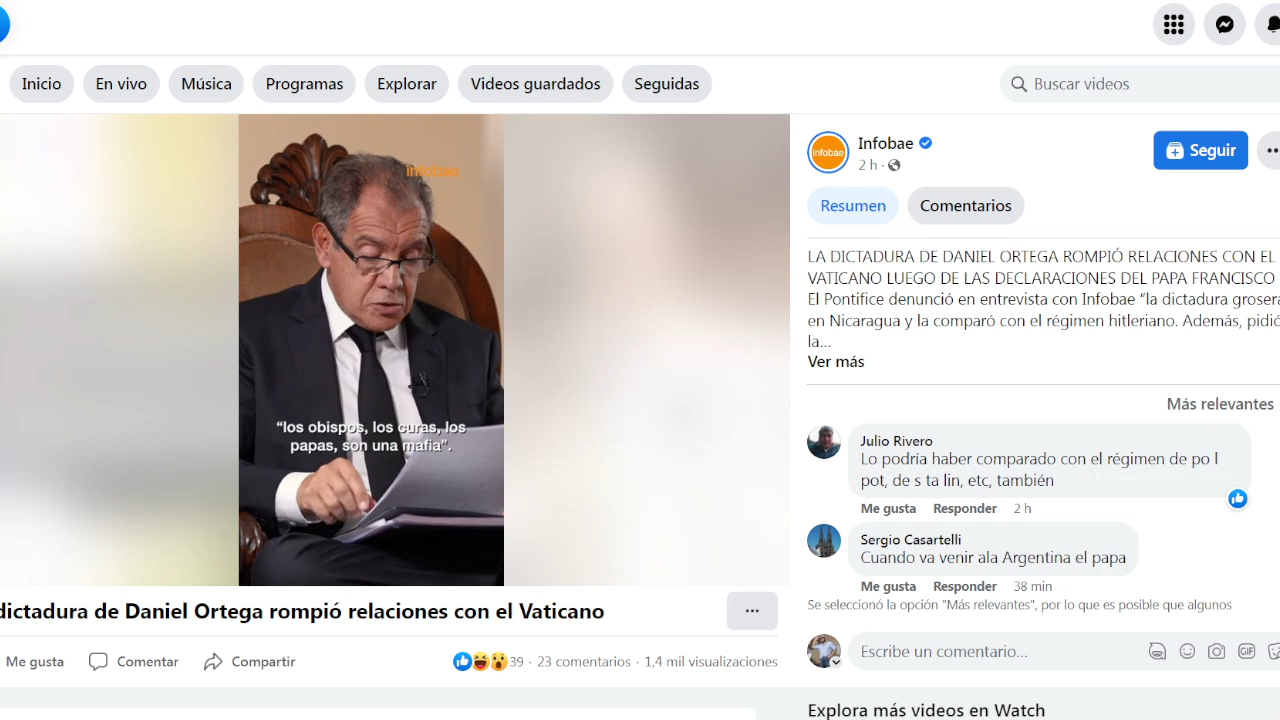 Inicio
En vivo
Música
Programas
Explorar
Videos guardados
Seguidas
Buscar videos
infobae
“los obispos, los curas, los
papas, son una mafia”.
dictadura de Daniel Ortega rompió relaciones con el Vaticano
...
Me gusta
Comentar
Compartir
39 · 23 comentarios · 1,4 mil visualizaciones
infobae
Infobae
2 h ·
Seguir
Resumen
Comentarios
LA DICTADURA DE DANIEL ORTEGA ROMPIÓ RELACIONES CON EL
VATICANO LUEGO DE LAS DECLARACIONES DEL PAPA FRANCISCO
El Pontifice denunció en entrevista con Infobae “la dictadura grosera
en Nicaragua y la comparó con el régimen hitleriano. Además, pidió
la...
Ver más
Más relevantes
Julio Rivero
Lo podría haber comparado con el régimen de po l
pot, de s ta lin, etc, también
Me gusta Responder 2 h
Sergio Casartelli
Cuando va venir ala Argentina el papa
Me gusta Responder 38 min
Se seleccionó la opción "Más relevantes", por lo que es posible que algunos
Escribe un comentario...
GIF
Explora más videos en Watch